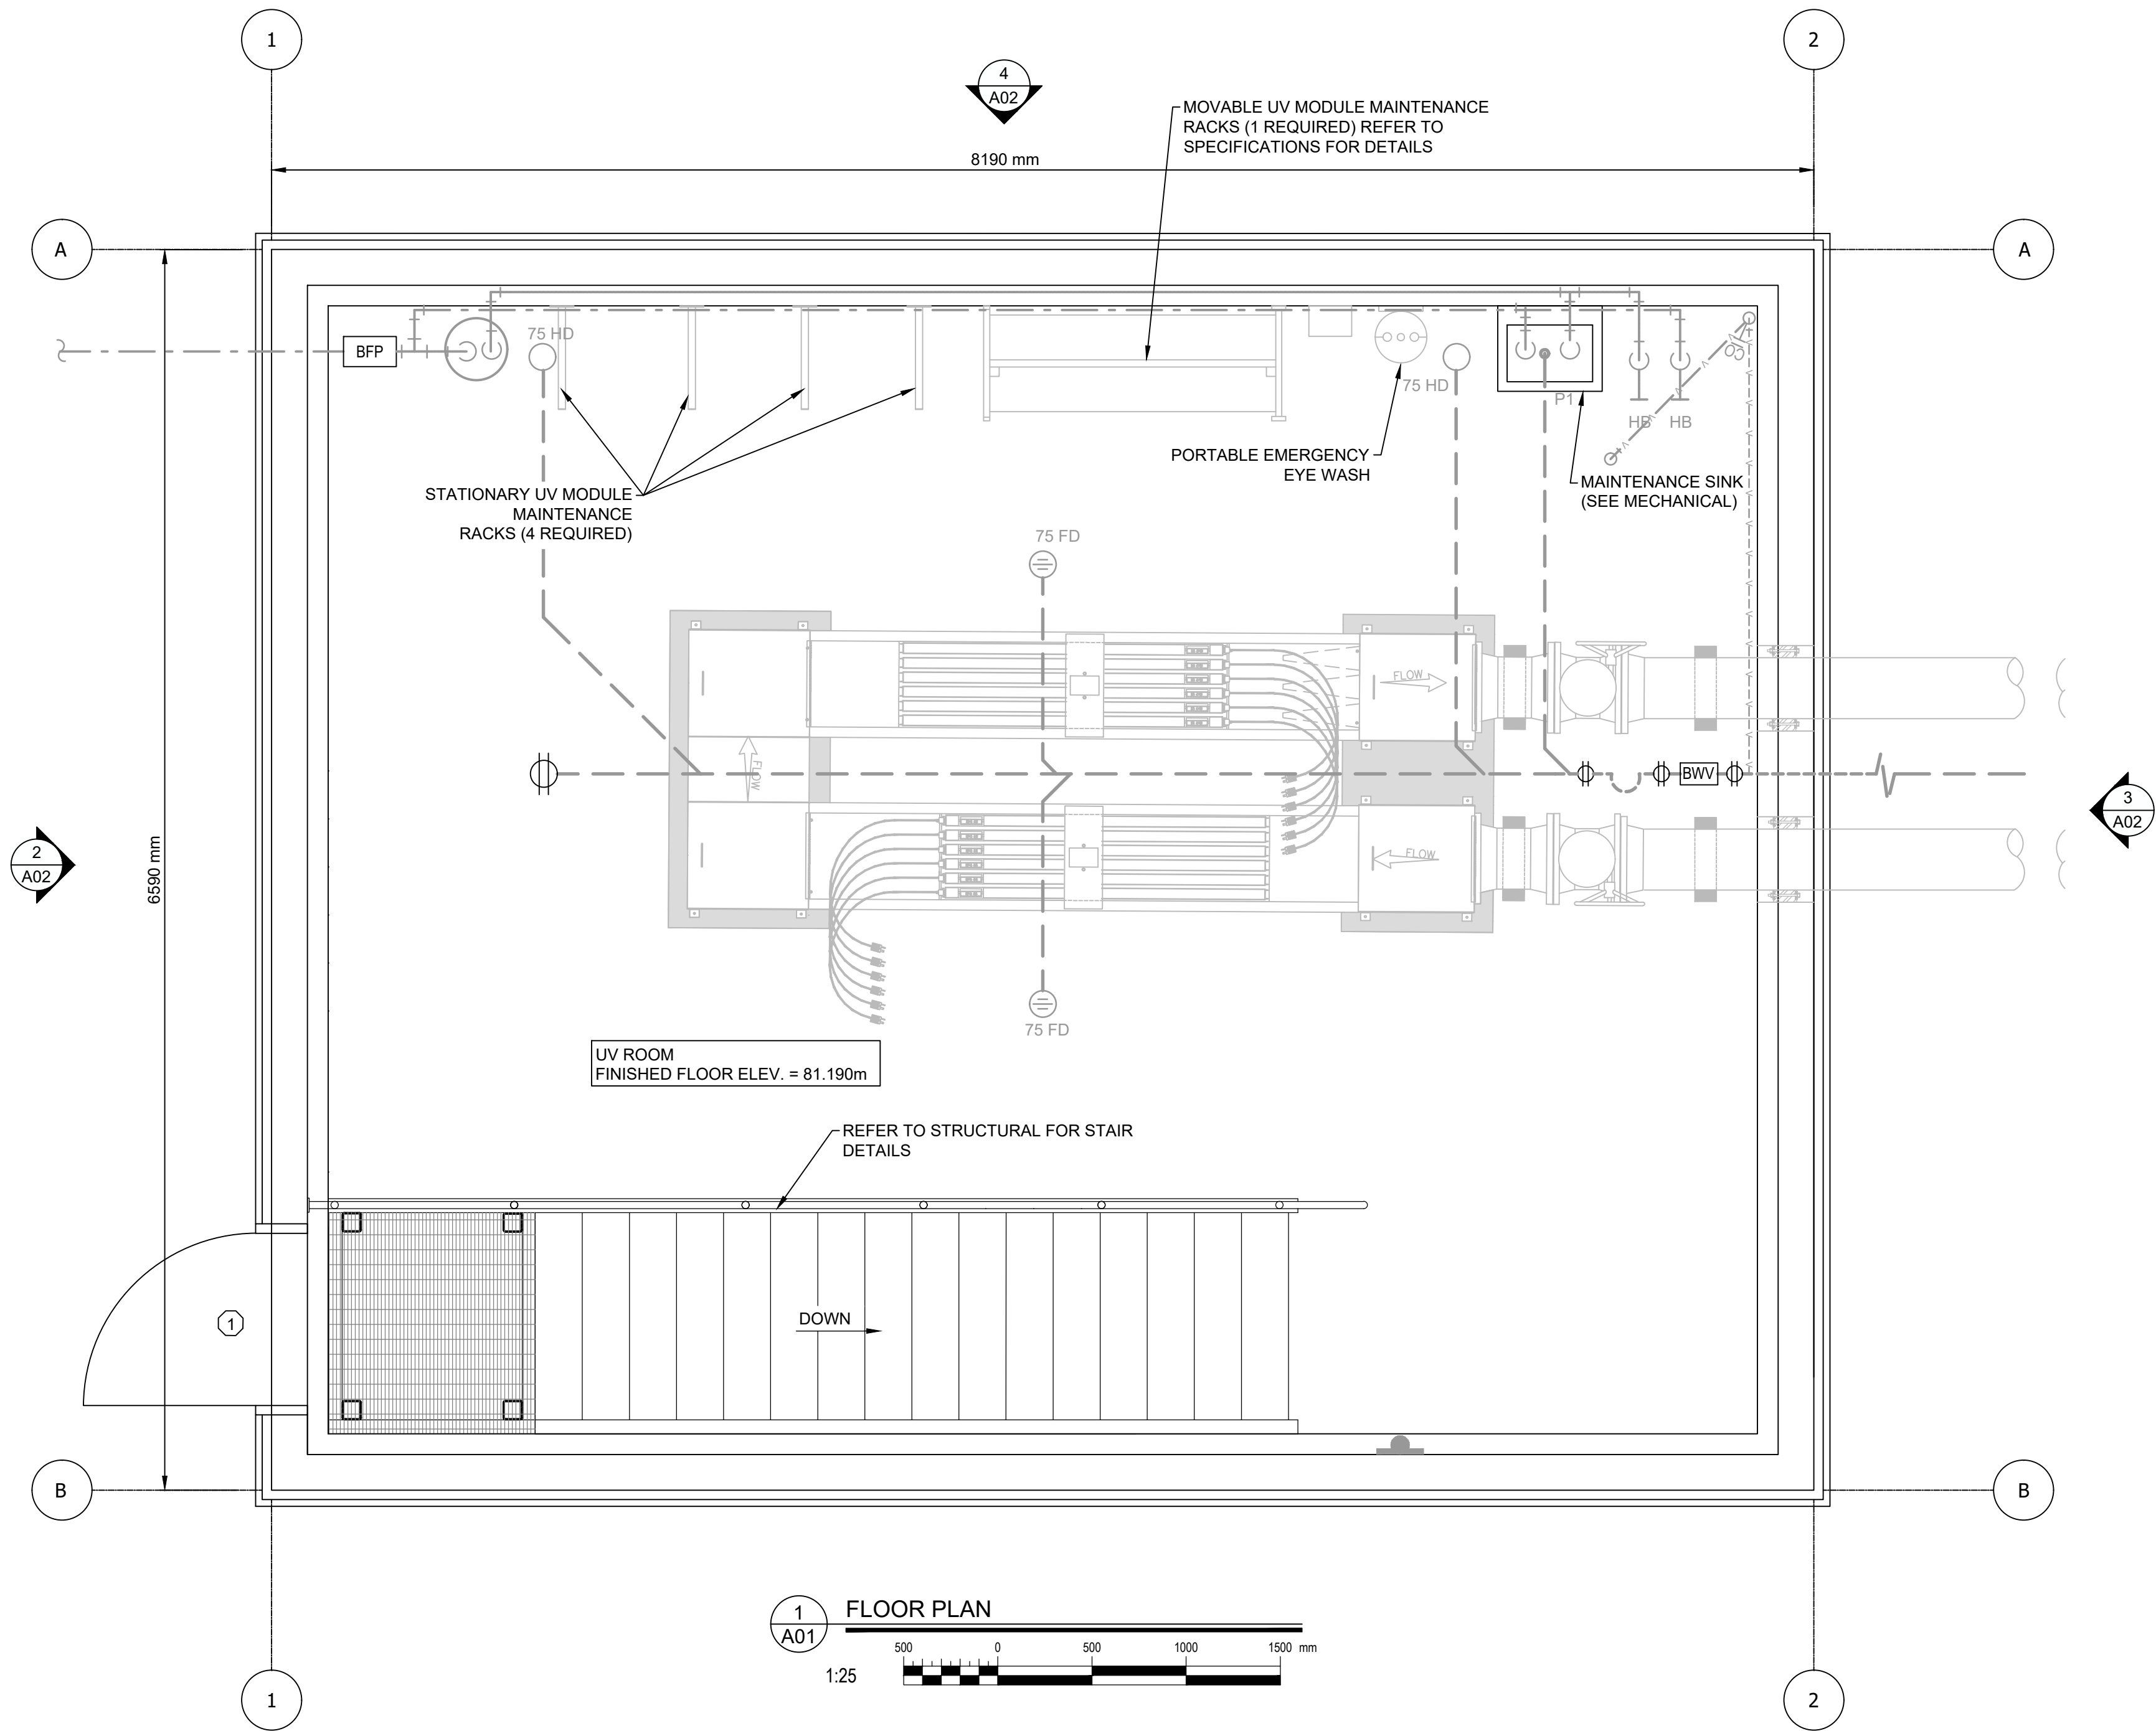 1
2
4
A02
MOVABLE UV MODULE MAINTENANCE
RACKS (1 REQUIRED) REFER TO
SPECIFICATIONS FOR DETAILS
8190 mm
A
A
75 HD
BFP
CO
75 HD
P1
HB
HB
PORTABLE EMERGENCY
EYE WASH
MAINTENANCE SINK
(SEE MECHANICAL)
STATIONARY UV MODULE
MAINTENANCE
RACKS (4 REQUIRED)
75 FD
FLOW
FLOW
BWV
3
A02
2
A02
6590 mm
FLOW
75 FD
UV ROOM
FINISHED FLOOR ELEV. = 81.190m
REFER TO STRUCTURAL FOR STAIR
DETAILS
1
DOWN
B
B
1
A01
FLOOR PLAN
500 0 500 1000 1500 mm
1:25
1
2